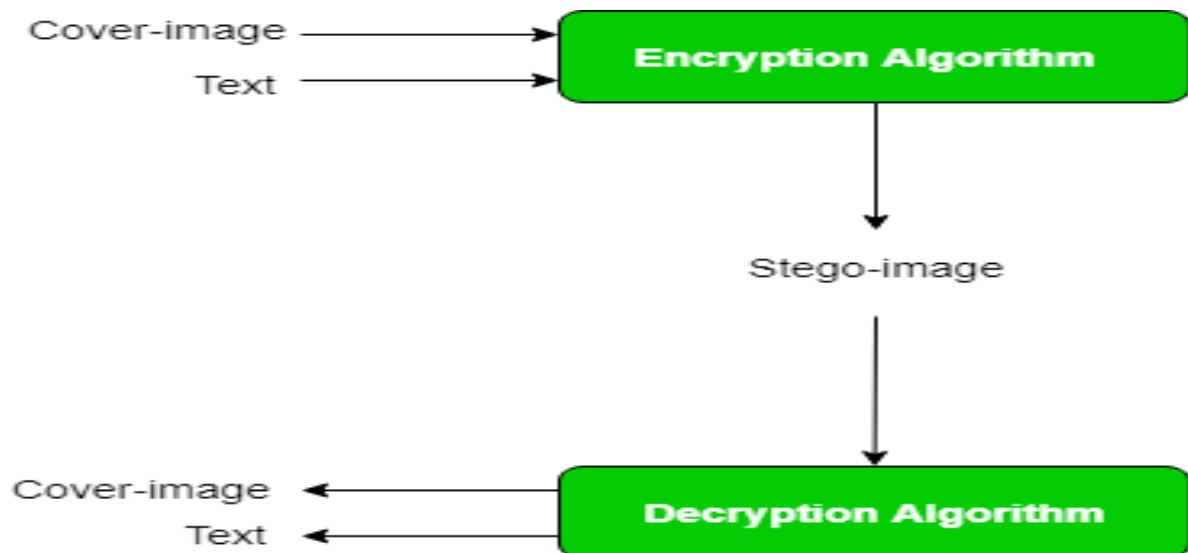 Cover-image
Encryption Algorithm
Text
Stego-image
Cover-image
Decryption Algorithm
Text